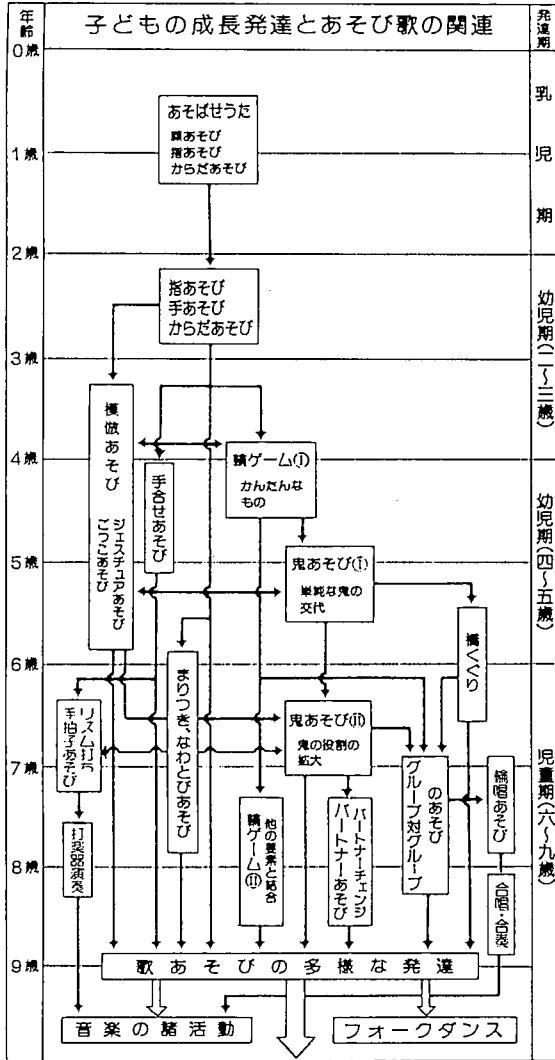 年齢
子どもの成長発達とあそび歌の関連
発達期
0歳
1歳
2歳
3歳
4歳
5歳
6歳
7歳
8歳
9歳
乳児期
幼児期(二〜三歳)
幼児期(四〜五歳)
児童期(六〜九歳)
あそばせうた
顔あそび
指あそび
からだあそび
指あそび
手あそび
からだあそび
模倣あそび
ジェスチュアあそび
ごっこあそび
手合せあそび
輪ゲーム(Ⅰ)
かんたんな
もの
鬼あそび(Ⅰ)
単純な鬼の
交代
橋くぐり
まりつき、なわとびあそび
リズム打ち
手拍子あそび
鬼あそび(Ⅱ)
鬼の役割の
拡大
グループ対グループ
のあそび
輪唱あそび
打楽器演奏
他の要素と結合
輪ゲーム(Ⅱ)
パートナーチェンジ
パートナーあそび
合唱・合奏
歌あそびの多様な発達
音楽の諸活動
フォークダンス